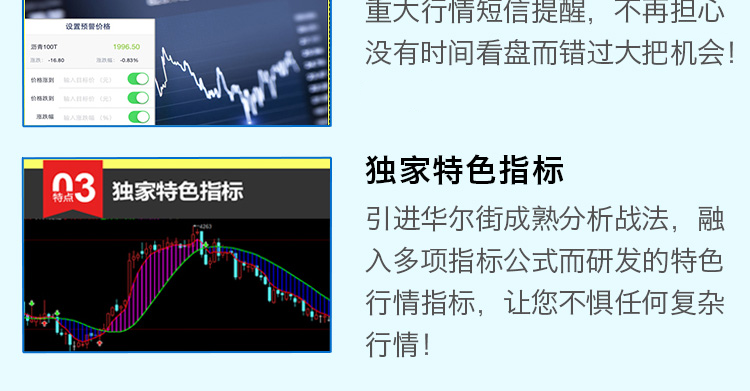 重大行情短信提醒，不再担心
没有时间看盘而错过大把机会！
设置预警价格
沥青100T 1996.50
涨跌： -16.80 涨跌幅： -0.83%
价格涨到 输入目标价（元）
价格跌到 输入目标价（元）
涨跌幅 输入目标价（%）
03
特点
独家特色指标
4263
独家特色指标
引进华尔街成熟分析战法，融
入多项指标公式而研发的特色
行情指标，让您不惧任何复杂
行情！